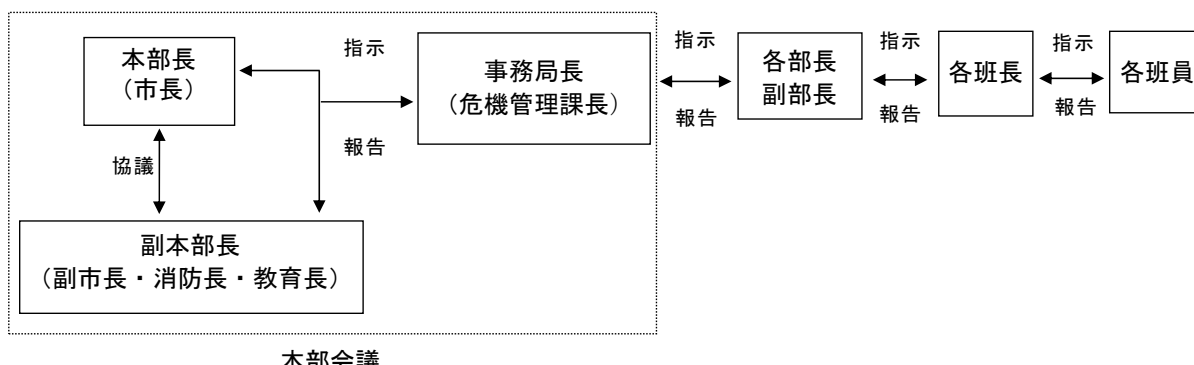 本部長
（市長）
指示
報告
事務局長
（危機管理課長）
指示
報告
各部長
副部長
指示
報告
各班長
指示
報告
各班員
協議
副本部長
（副市長・消防長・教育長）
本部会議